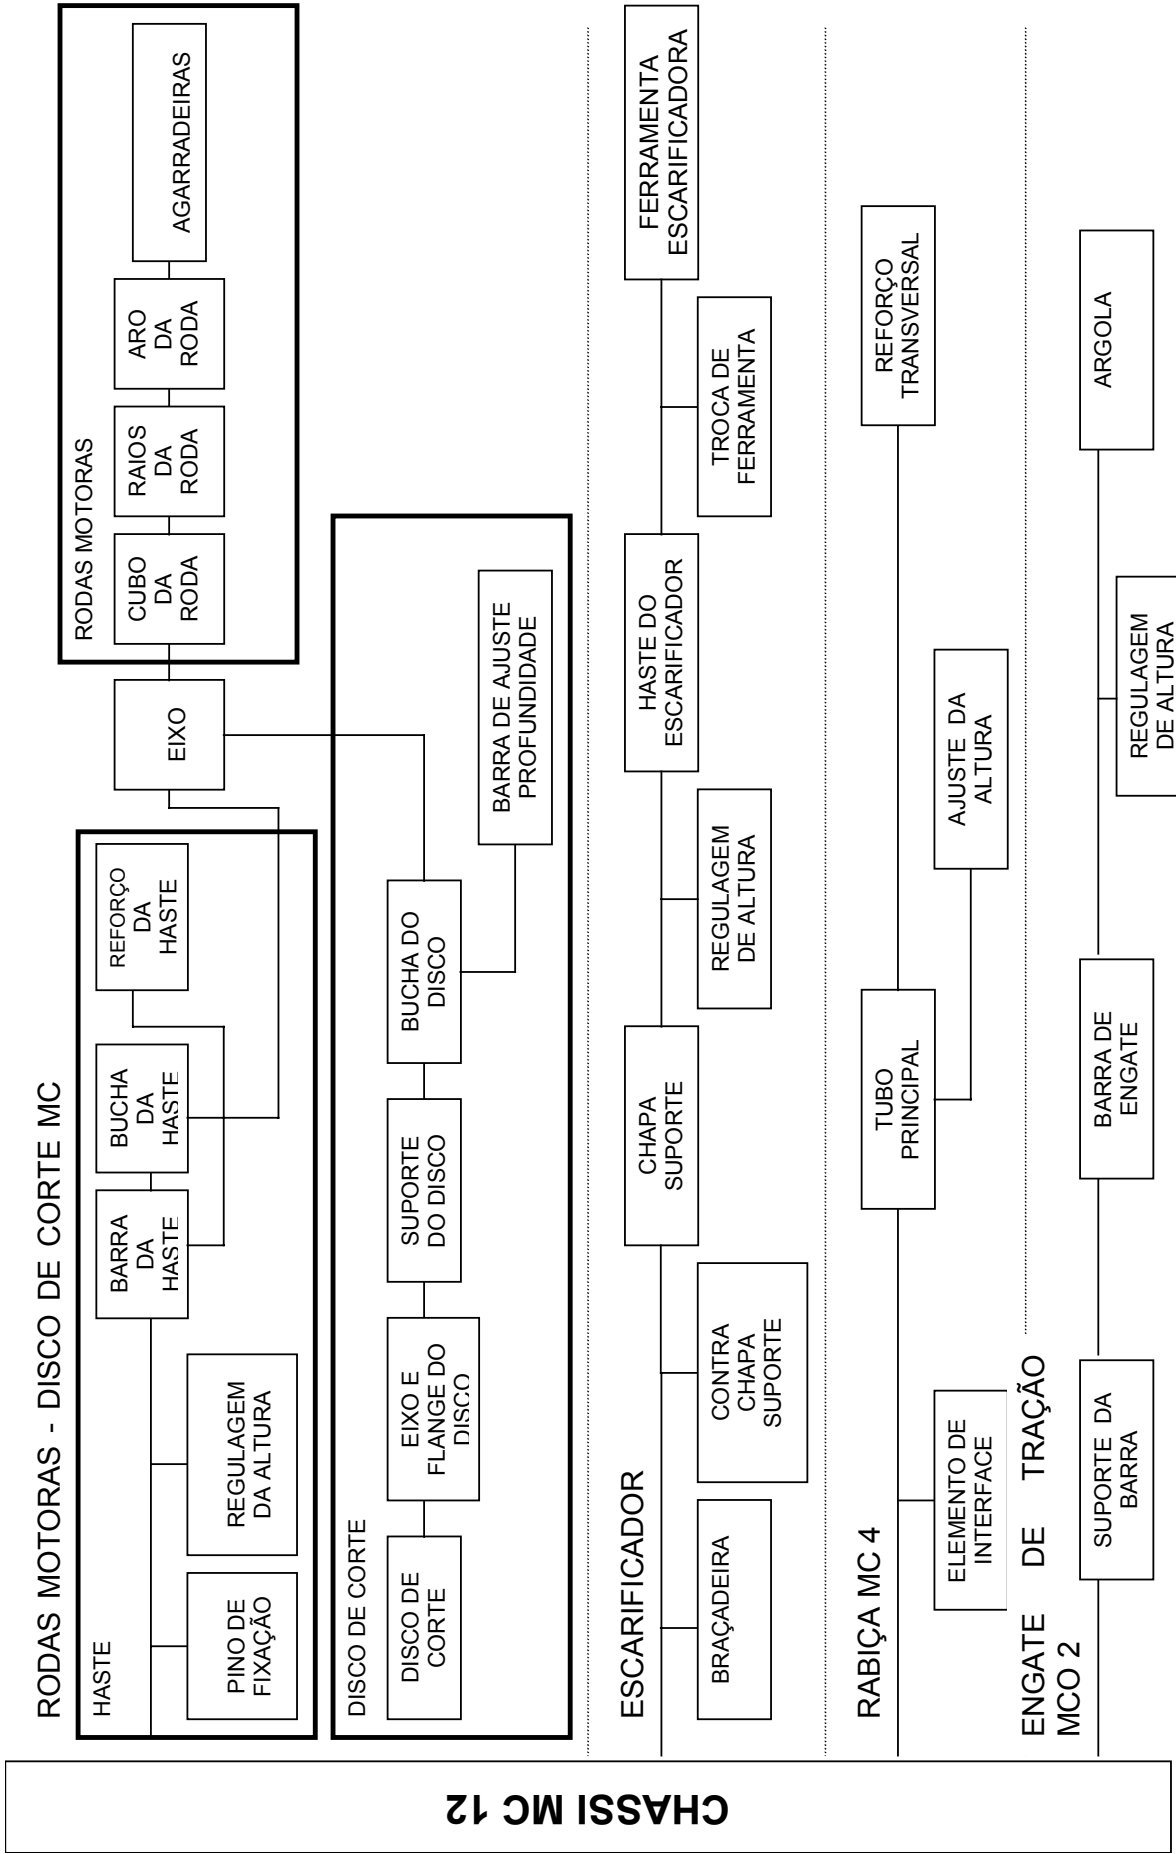 CHASSI MC 12
RODAS MOTORAS - DISCO DE CORTE MC
HASTE
PINO DE
FIXAÇÃO
REGULAGEM
DA ALTURA
BARRA
DA
HASTE
BUCHA
DA
HASTE
REFORÇO
DA
HASTE
EIXO
RODAS MOTORAS
CUBO
DA
RODA
RAIOS
DA
RODA
ARO
DA
RODA
AGARRADEIRAS
DISCO DE CORTE
DISCO DE
CORTE
EIXO E
FLANGE DO
DISCO
SUPORTE
DO DISCO
BUCHA DO
DISCO
BARRA DE AJUSTE
PROFUNDIDADE
ESCARIFICADOR
BRAÇADEIRA
CONTRA
CHAPA
SUPORTE
CHAPA
SUPORTE
REGULAGEM
DE ALTURA
HASTE DO
ESCARIFICADOR
TROCA DE
FERRAMENTA
FERRAMENTA
ESCARIFICADORA
RABIÇA MC 4
ELEMENTO DE
INTERFACE
TUBO
PRINCIPAL
AJUSTE DA
ALTURA
REFORÇO
TRANSVERSAL
ENGATE DE TRAÇÃO
MCO 2
SUPORTE DA
BARRA
BARRA DE
ENGATE
REGULAGEM
DE ALTURA
ARGOLA